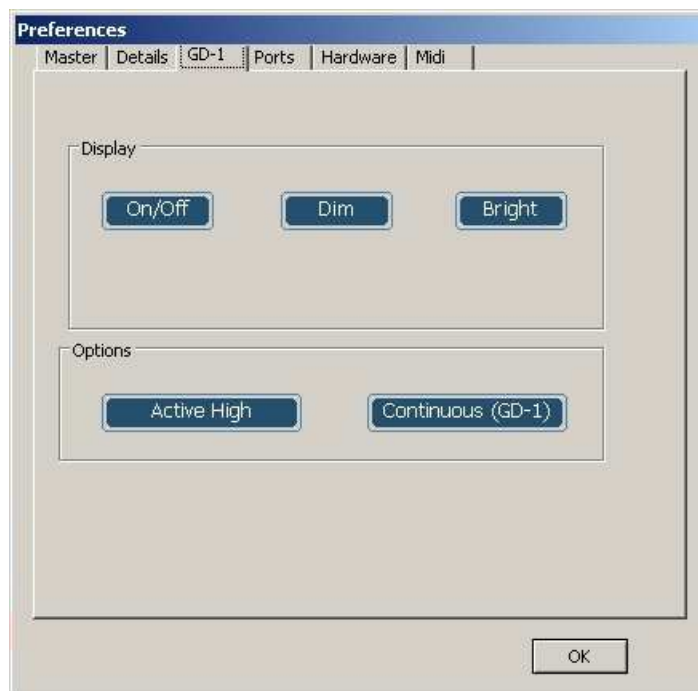 Preferences
Master Details GD-1 Ports Hardware Midi
Display
On/Off Dim Bright
Options
Active High Continuous (GD-1)
OK